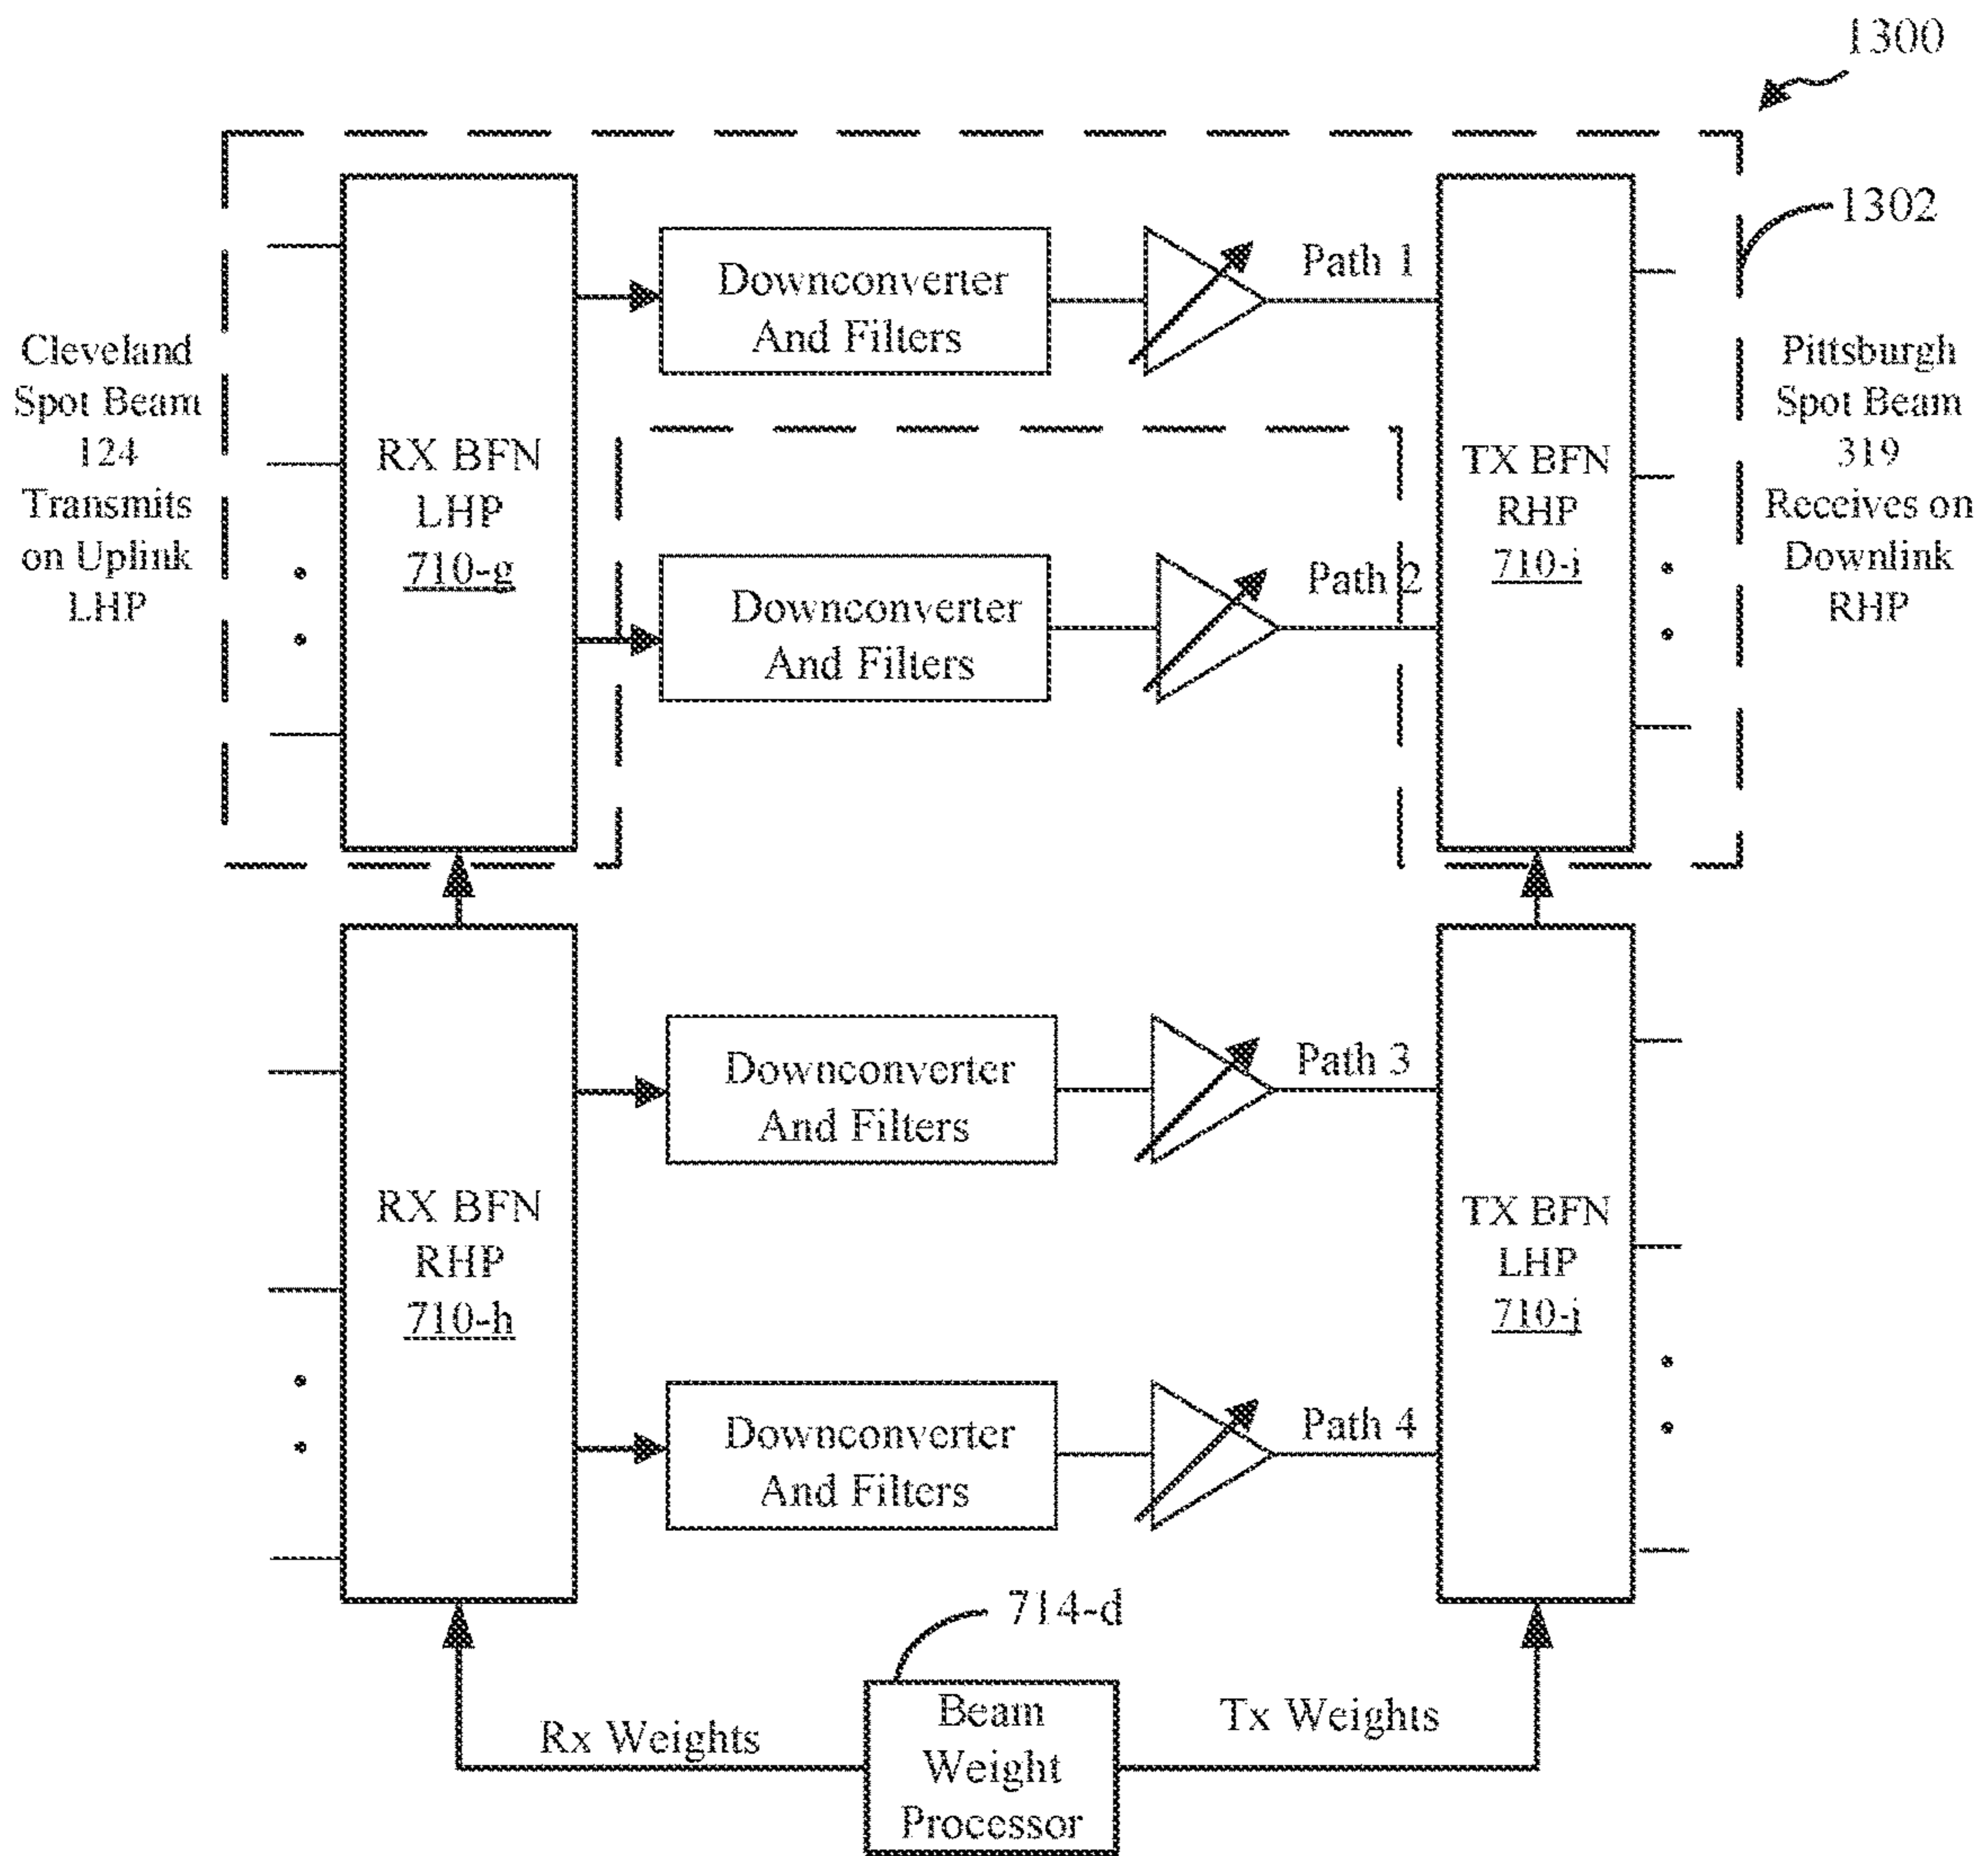 1300
1302
Downconverter
And Filters
Path 1
Cleveland
Spot Beam
124
Transmits
on Uplink
LHP
RX BFN
LHP
710-g
TX BFN
RHP
710-i
Pittsburgh
Spot Beam
319
Receives on
Downlink
RHP
Downconverter
And Filters
Path 2
Downconverter
And Filters
Path 3
RX BFN
RHP
710-h
TX BFN
LHP
710-j
Downconverter
And Filters
Path 4
714-d
Rx Weights
Beam
Weight
Processor
Tx Weights